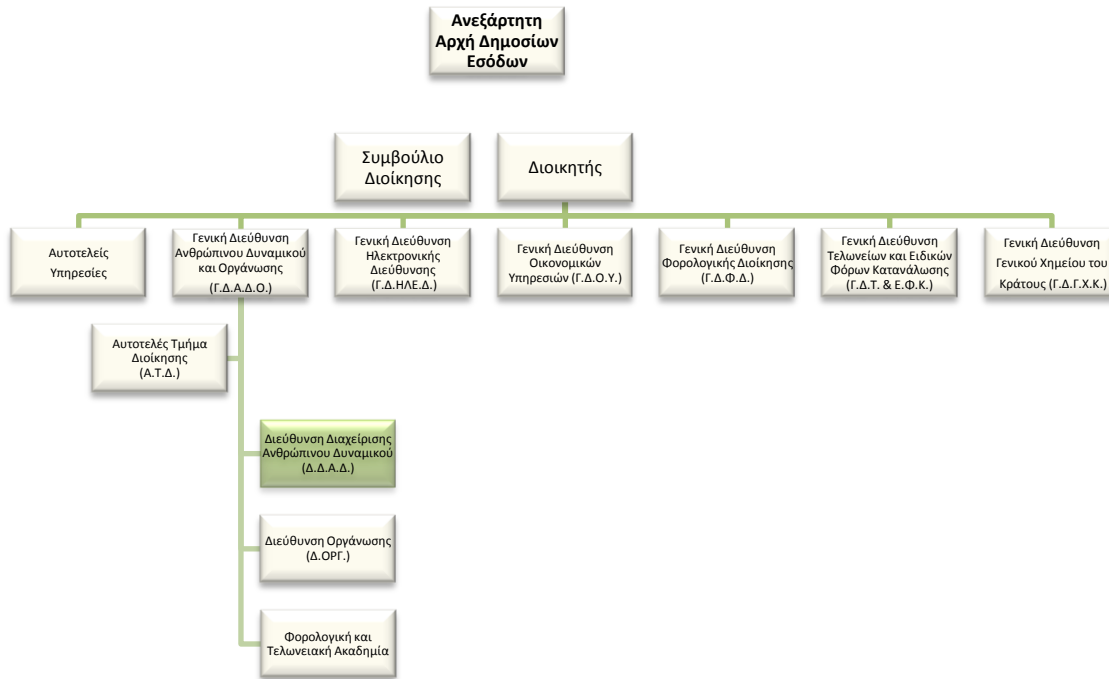 Ανεξάρτητη
Αρχή Δημοσίων
Εσόδων
Συμβούλιο
Διοίκησης
Διοικητής
Αυτοτελείς
Υπηρεσίες
Γενική Διεύθυνση
Ανθρώπινου Δυναμικού
και Οργάνωσης
(Γ.Δ.Α.Δ.Ο.)
Γενική Διεύθυνση
Ηλεκτρονικής
Διεύθυνσης
(Γ.Δ.ΗΛΕ.Δ.)
Γενική Διεύθυνση
Οικονομικών
Υπηρεσιών (Γ.Δ.Ο.Υ.)
Γενική Διεύθυνση
Φορολογικής Διοίκησης
(Γ.Δ.Φ.Δ.)
Γενική Διεύθυνση
Τελωνείων και Ειδικών
Φόρων Κατανάλωσης
(Γ.Δ.Τ. & Ε.Φ.Κ.)
Γενική Διεύθυνση
Γενικού Χημείου του
Κράτους (Γ.Δ.Γ.Χ.Κ.)
Αυτοτελές Τμήμα
Διοίκησης
(Α.Τ.Δ.)
Διεύθυνση Διαχείρισης
Ανθρώπινου Δυναμικού
(Δ.Δ.Α.Δ.)
Διεύθυνση Οργάνωσης
(Δ.ΟΡΓ.)
Φορολογική και
Τελωνειακή Ακαδημία